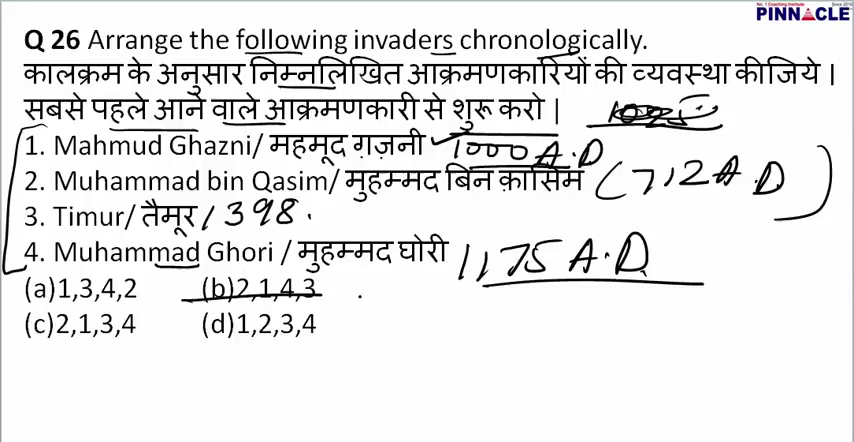 No. 1 Coaching Institute Since 2010
PINNACLE
Q 26 Arrange the following invaders chronologically.
कालक्रम के अनुसार निम्नलिखित आक्रमणकारियों की व्यवस्था कीजिये |
सबसे पहले आने वाले आक्रमणकारी से शुरू करो |
1. Mahmud Ghazni/ महमूद ग़ज़नी 1000 A.D
2. Muhammad bin Qasim/ मुहम्मद बिन क़ासिम (712 A.D)
3. Timur/ तैमूर 1398.
4. Muhammad Ghori / मुहम्मद घोरी 1175 A.D.
(a)1,3,4,2 (b)2,1,4,3
(c)2,1,3,4 (d)1,2,3,4